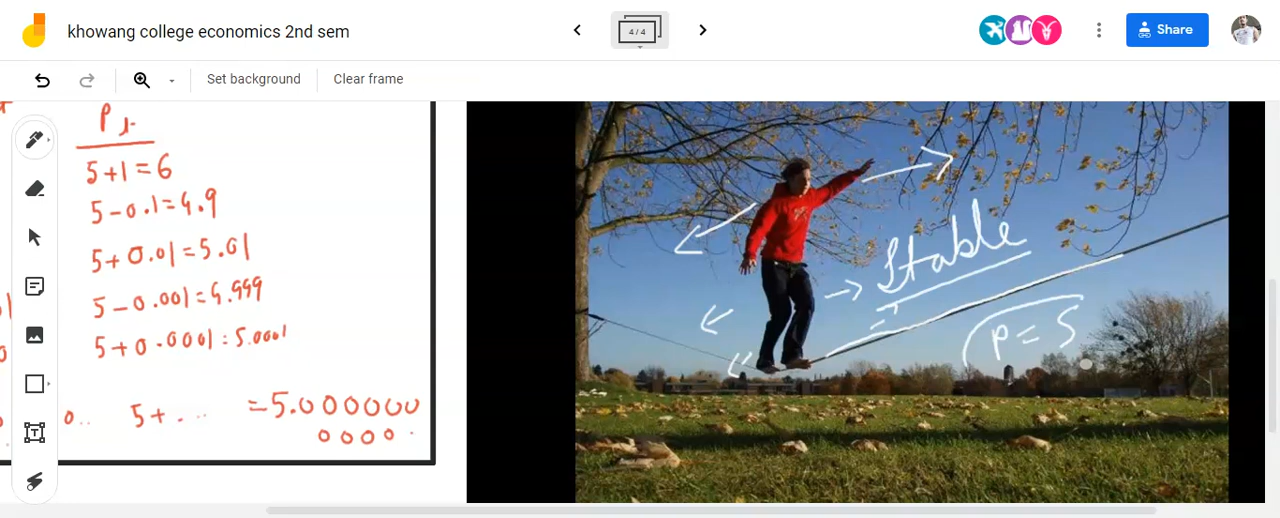 khowang college economics 2nd sem
4 / 4
Share
Set background
Clear frame
5+1=6
5-0.1=4.9
5+0.01=5.01
5-0.001=4.999
5+0.0001=5.0001
5+... =5.000000
0000.
Stable
P=5